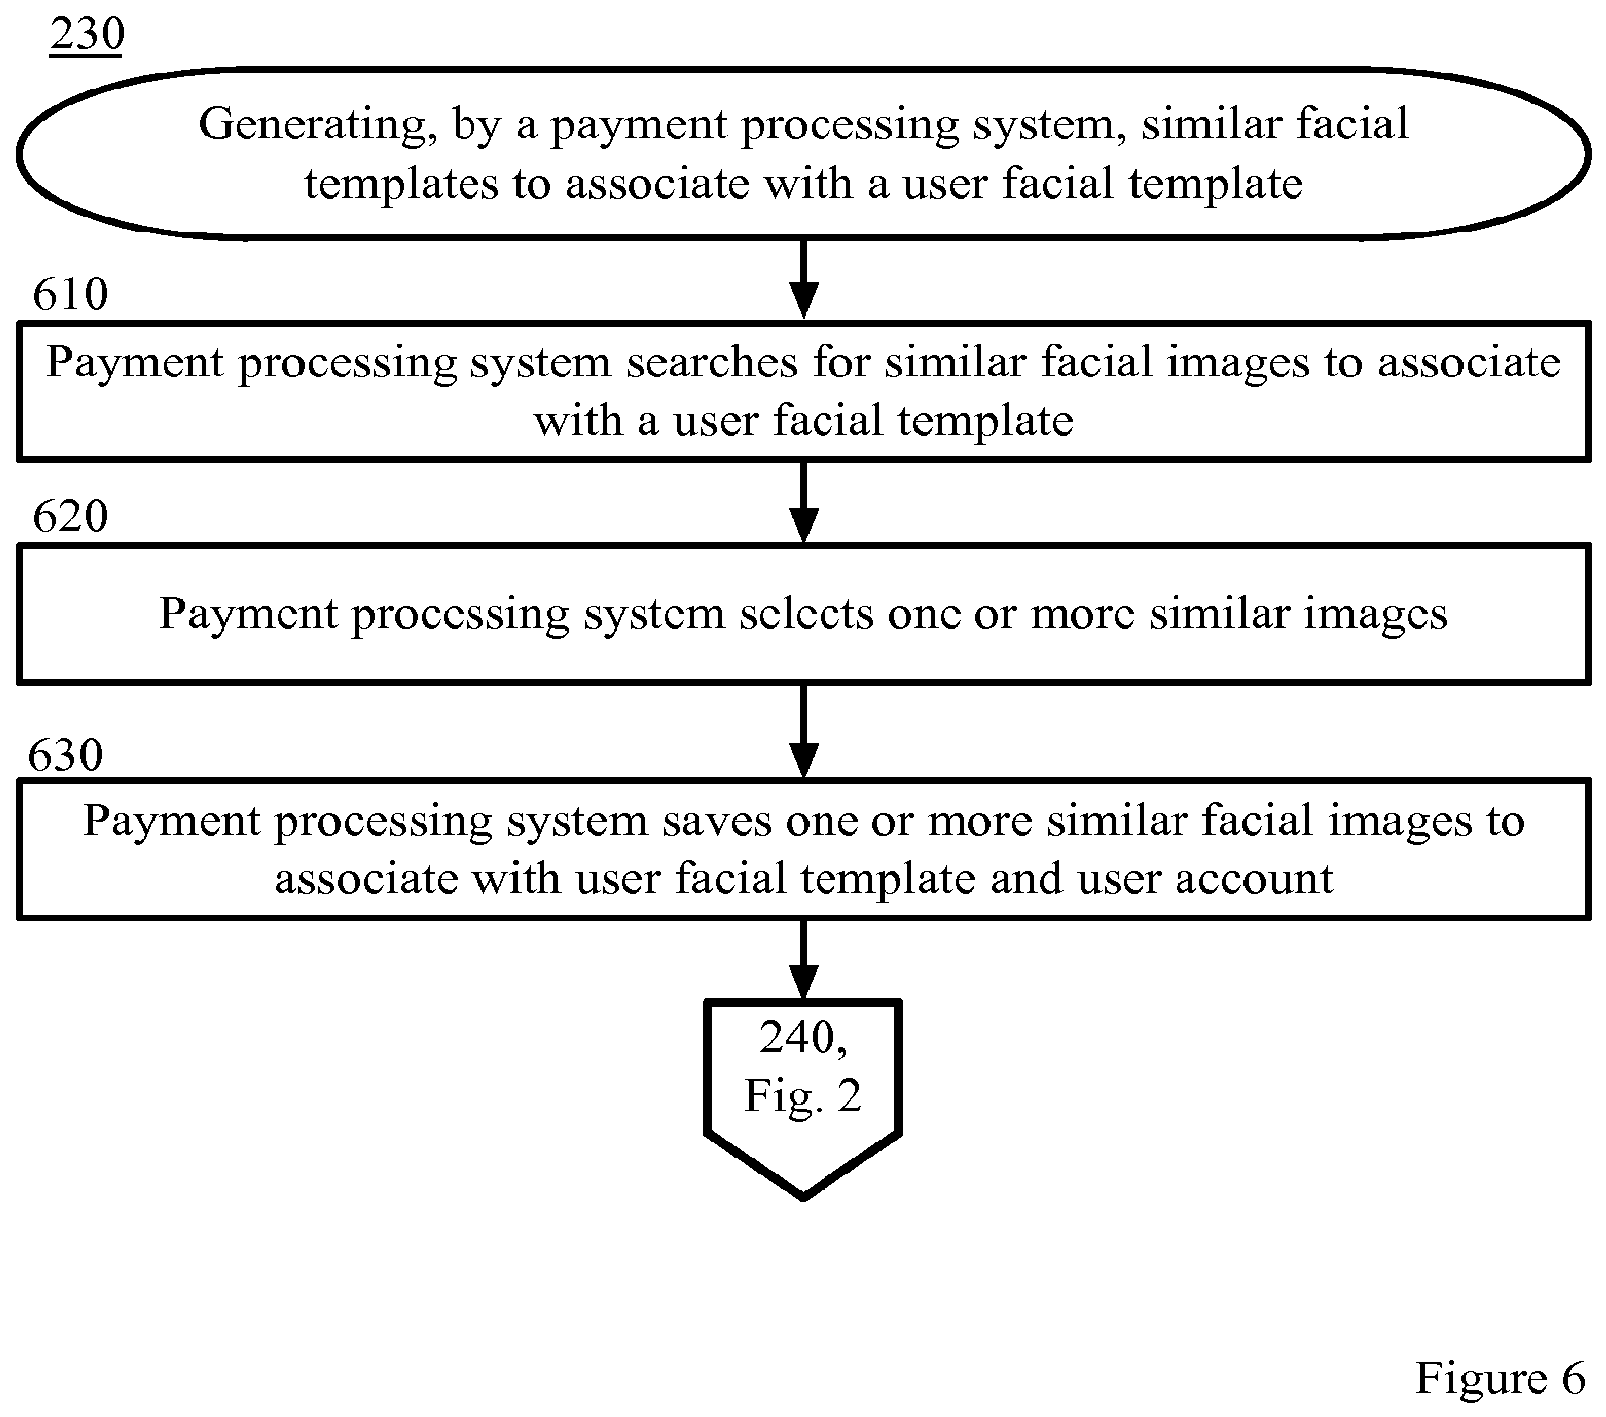 230
Generating, by a payment processing system, similar facial
templates to associate with a user facial template
610
Payment processing system searches for similar facial images to associate
with a user facial template
620
Payment processing system selects one or more similar images
630
Payment processing system saves one or more similar facial images to
associate with user facial template and user account
240,
Fig. 2
Figure 6